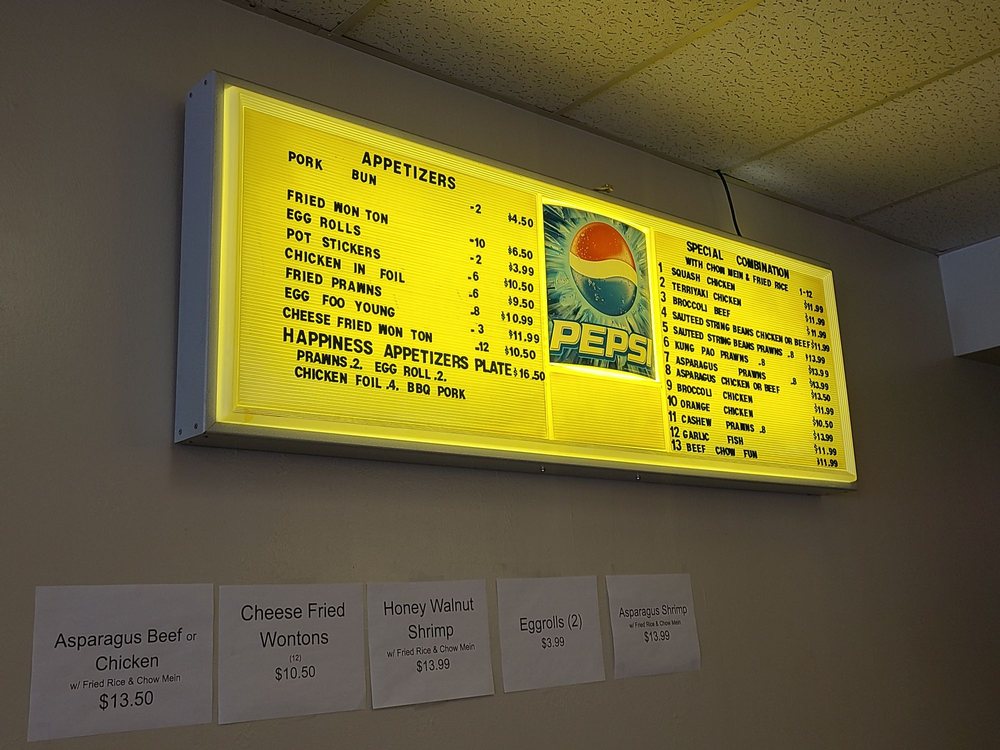 APPETIZERS
PORK BUN -2 $4.50
FRIED WON TON -10 $6.50
EGG ROLLS -2 $3.99
POT STICKERS .6 $10.50
CHICKEN IN FOIL .6 $9.50
FRIED PRAWNS .8 $10.99
EGG FOO YOUNG . 3 $11.99
CHEESE FRIED WON TON -12 $10.50
HAPPINESS APPETIZERS PLATE $16.50
PRAWNS.2. EGG ROLL.2.
CHICKEN FOIL.4. BBQ PORK
PEPSI
SPECIAL COMBINATION
WITH CHOW MEIN & FRIED RICE 1-12
1 SQUASH CHICKEN $11.99
2 TERRIYAKI CHICKEN $11.99
3 BROCCOLI BEEF $11.99
4 SAUTEED STRING BEANS CHICKEN OR BEEF $11.99
5 SAUTEED STRING BEANS PRAWNS .8 $13.99
6 KUNG PAO PRAWNS .8 $13.99
7 ASPARAGUS PRAWNS .8 $13.99
8 ASPARAGUS CHICKEN OR BEEF $13.50
9 BROCCOLI CHICKEN $11.99
10 ORANGE CHICKEN $10.50
11 CASHEW PRAWNS .8 $13.99
12 GARLIC FISH $11.99
13 BEEF CHOW FUN $11.99
Asparagus Beef or
Chicken
w/ Fried Rice & Chow Mein
$13.50
Cheese Fried
Wontons
(12)
$10.50
Honey Walnut
Shrimp
w/ Fried Rice & Chow Mein
$13.99
Eggrolls (2)
$3.99
Asparagus Shrimp
w/ Fried Rice & Chow Mein
$13.99